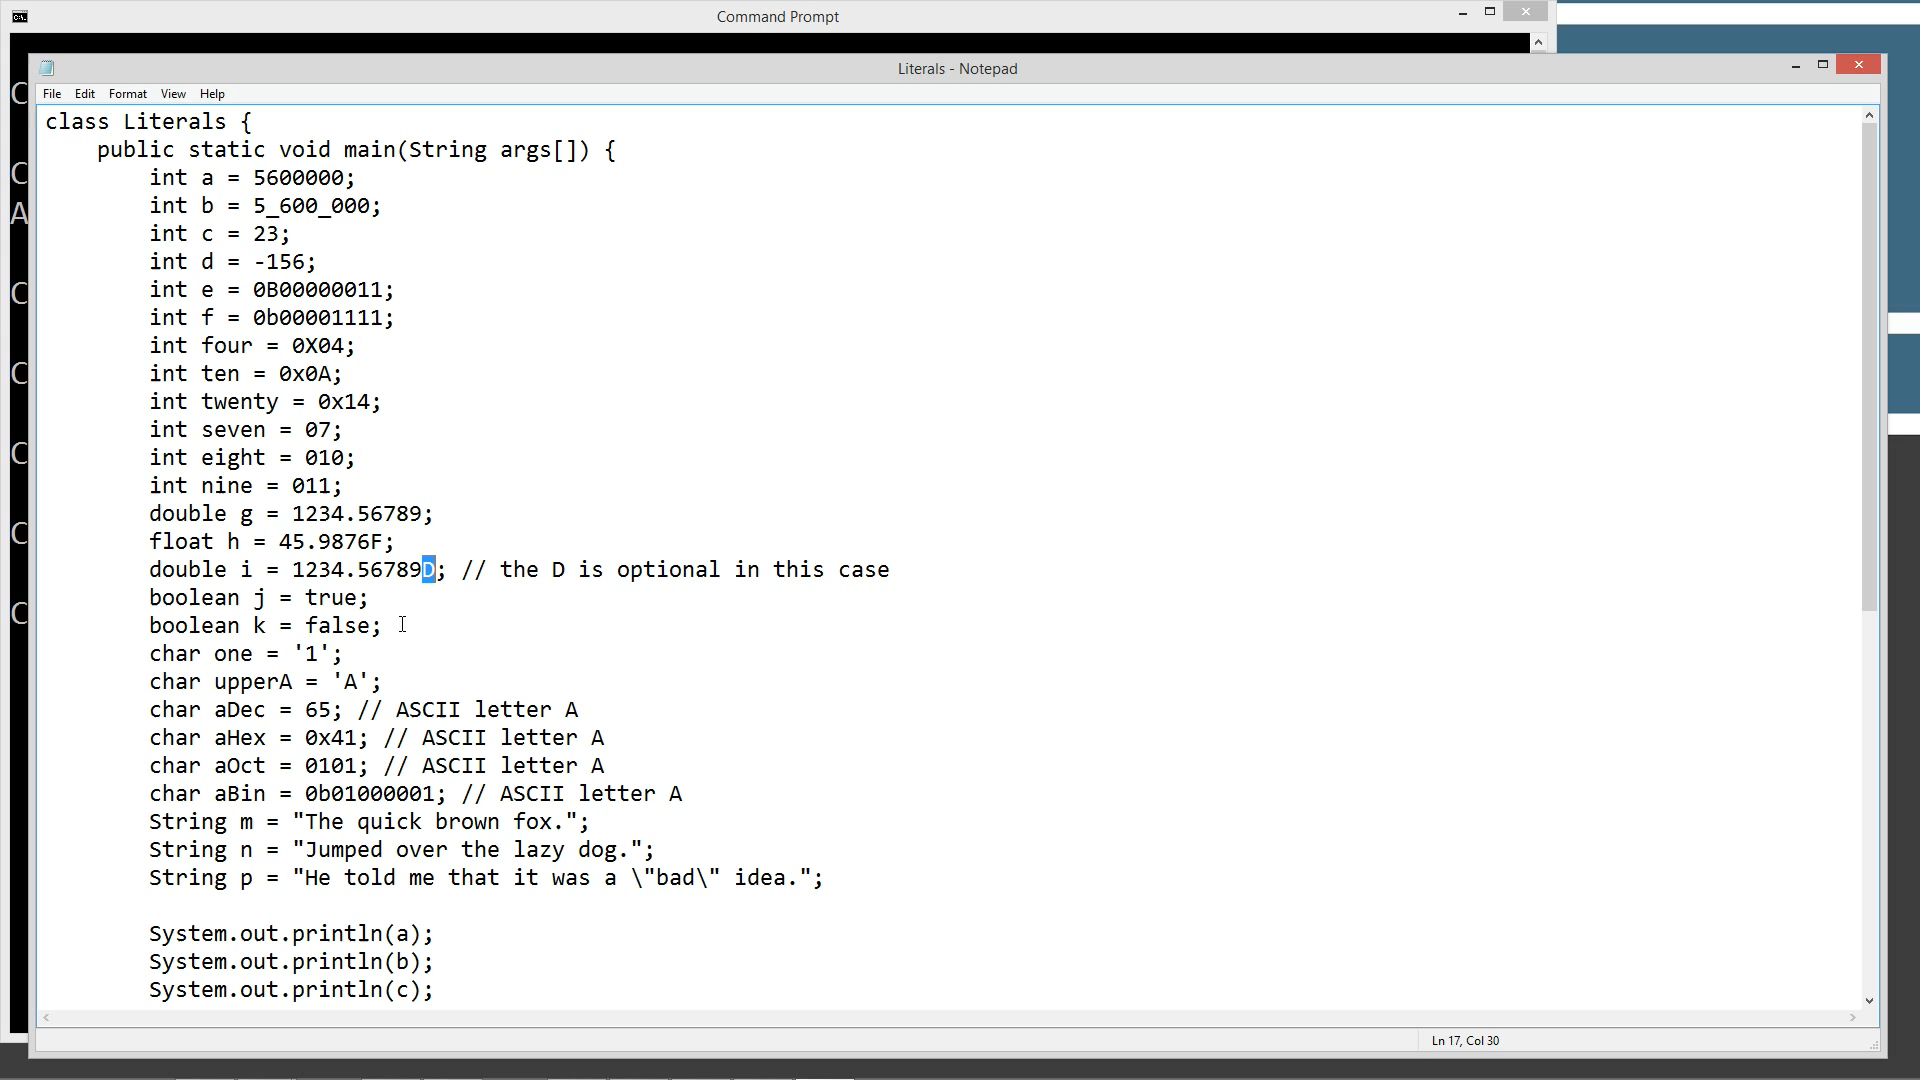 Command Prompt
Literals - Notepad
File Edit Format View Help
class Literals {
    public static void main(String args[]) {
        int a = 5600000;
        int b = 5_600_000;
        int c = 23;
        int d = -156;
        int e = 0B00000011;
        int f = 0b00001111;
        int four = 0X04;
        int ten = 0x0A;
        int twenty = 0x14;
        int seven = 07;
        int eight = 010;
        int nine = 011;
        double g = 1234.56789;
        float h = 45.9876F;
        double i = 1234.56789D; // the D is optional in this case
        boolean j = true;
        boolean k = false;
        char one = '1';
        char upperA = 'A';
        char aDec = 65; // ASCII letter A
        char aHex = 0x41; // ASCII letter A
        char aOct = 0101; // ASCII letter A
        char aBin = 0b01000001; // ASCII letter A
        String m = "The quick brown fox.";
        String n = "Jumped over the lazy dog.";
        String p = "He told me that it was a \"bad\" idea.";
        System.out.println(a);
        System.out.println(b);
        System.out.println(c);
Ln 17, Col 30
C
C
A
C
C
C
C
C